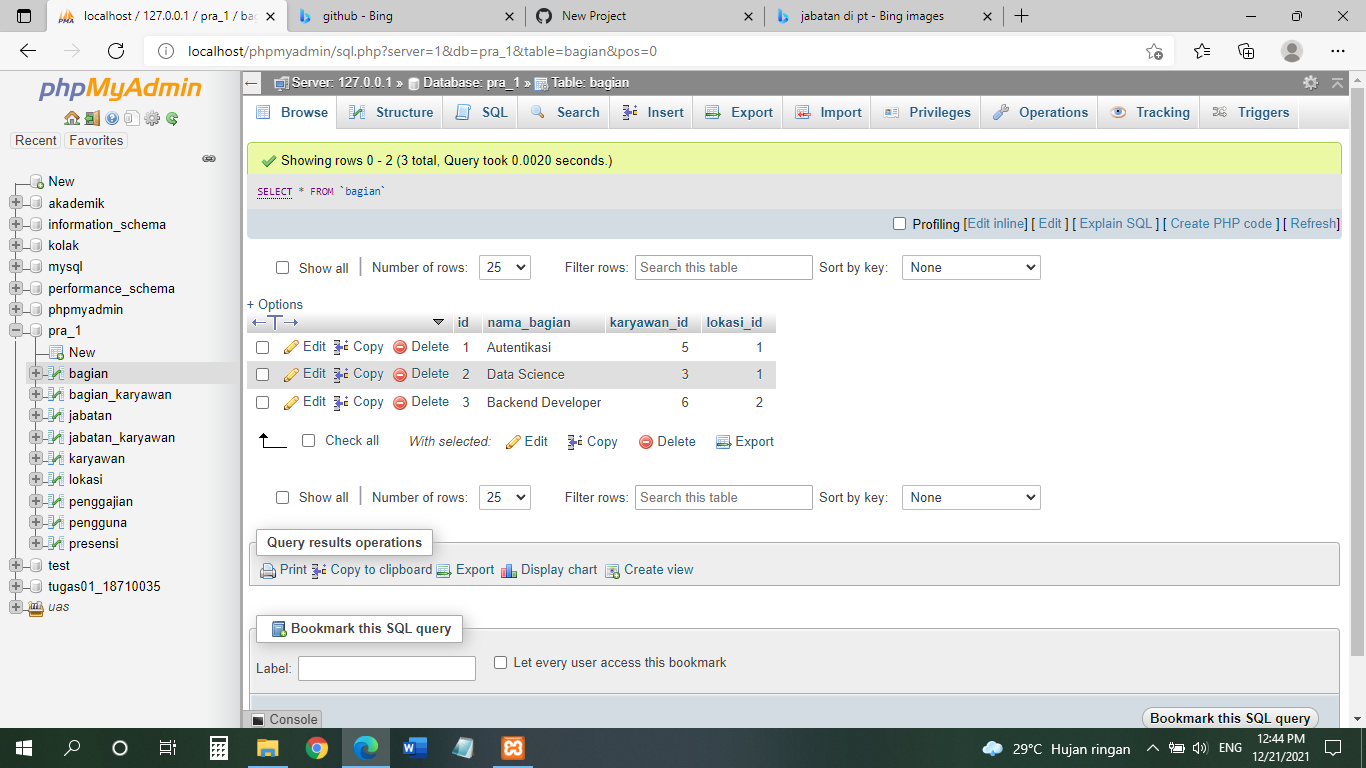 localhost / 127.0.0.1 / pra_1 / ba
github - Bing
New Project
jabatan di pt - Bing images
localhost/phpmyadmin/sql.php?server=1&db=pra_1&table=bagian&pos=0
phpMyAdmin
Recent Favorites
New
akademik
information_schema
kolak
mysql
performance_schema
phpmyadmin
pra_1
New
bagian
bagian_karyawan
jabatan
jabatan_karyawan
karyawan
lokasi
penggajian
pengguna
presensi
test
tugas01_18710035
uas
Server: 127.0.0.1 » Database: pra_1 » Table: bagian
Browse Structure SQL Search Insert Export Import Privileges Operations Tracking Triggers
Showing rows 0 - 2 (3 total, Query took 0.0020 seconds.)
SELECT * FROM `bagian`
Profiling [Edit inline] [ Edit ] [ Explain SQL ] [ Create PHP code ] [ Refresh]
Show all Number of rows: 25 Filter rows: Search this table Sort by key: None
+ Options
id nama_bagian karyawan_id lokasi_id
Edit Copy Delete 1 Autentikasi 5 1
Edit Copy Delete 2 Data Science 3 1
Edit Copy Delete 3 Backend Developer 6 2
Check all With selected: Edit Copy Delete Export
Show all Number of rows: 25 Filter rows: Search this table Sort by key: None
Query results operations
Print Copy to clipboard Export Display chart Create view
Bookmark this SQL query
Label: Let every user access this bookmark
Console
Bookmark this SQL query
29°C Hujan ringan ENG 12:44 PM
12/21/2021